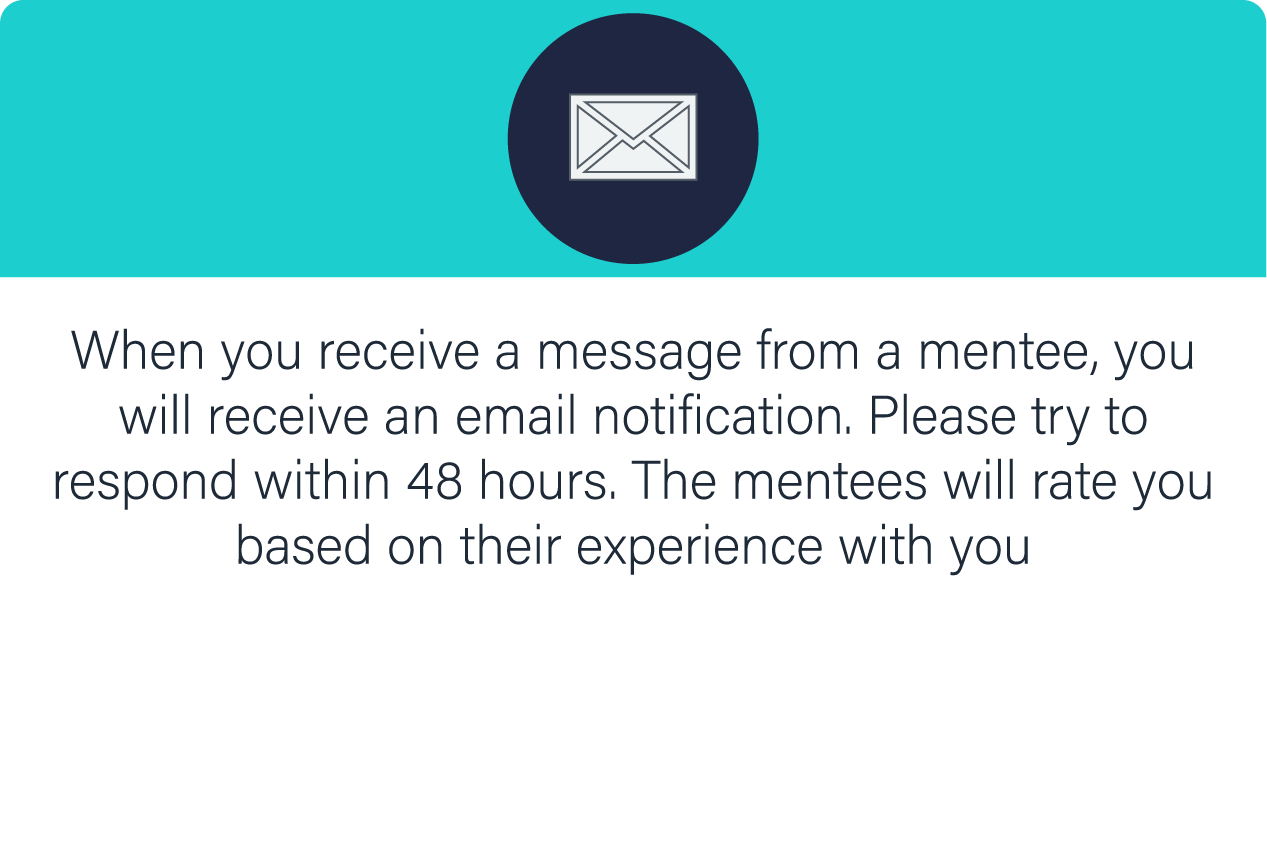 When you receive a message from a mentee, you
will receive an email notification. Please try to
respond within 48 hours. The mentees will rate you
based on their experience with you